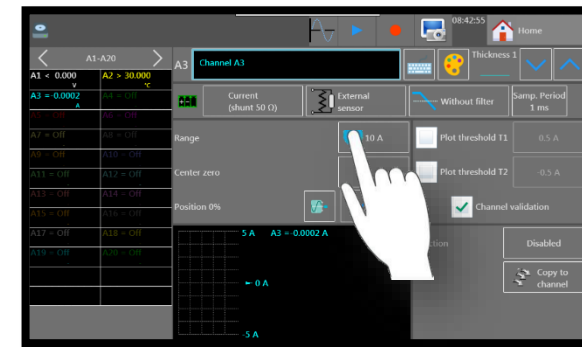 08:42:55
Home
A1-A20
A3
Channel A3
Thickness 1
A1 < 0.000
V
A2 > 30.000
°C
A3 =-0.0002
A
A4 = Off
A5 = Off
A6 = Off
A7 = Off
A8 = Off
A9 = Off
A10 = Off
A11 = Off
A12 = Off
A13 = Off
A14 = Off
A15 = Off
A16 = Off
A17 = Off
A18 = Off
A19 = Off
A20 = Off
Current
(shunt 50 Ω)
External
sensor
Without filter
Samp. Period
1 ms
Range
10 A
Plot threshold T1
0.5 A
Center zero
Plot threshold T2
-0.5 A
Position 0%
Channel validation
5 A
A3 =-0.0002 A
0 A
-5 A
Disabled
Copy to
channel